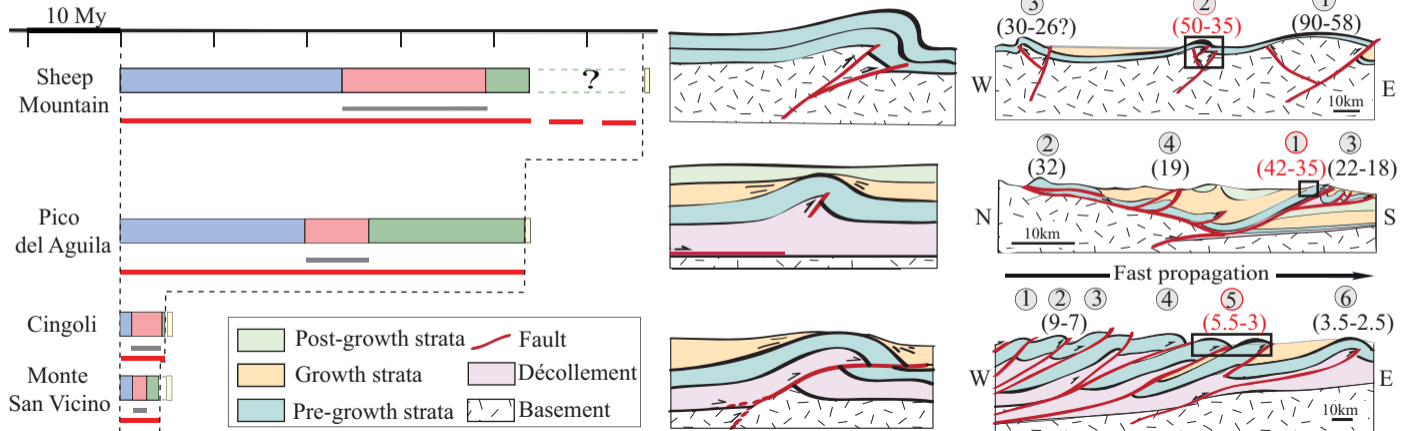 10 My
Sheep
Mountain
?
Pico
del Aguila
Cingoli
Monte
San Vicino
Post-growth strata
Growth strata
Pre-growth strata
Fault
Décollement
Basement
3 2 1
(30-26?) (50-35) (90-58)
W E
10km
2 4 1 3
(32) (19) (42-35) (22-18)
N S
10km
Fast propagation
1 2 3 4 5 6
(9-7) (5.5-3) (3.5-2.5)
W E
10km